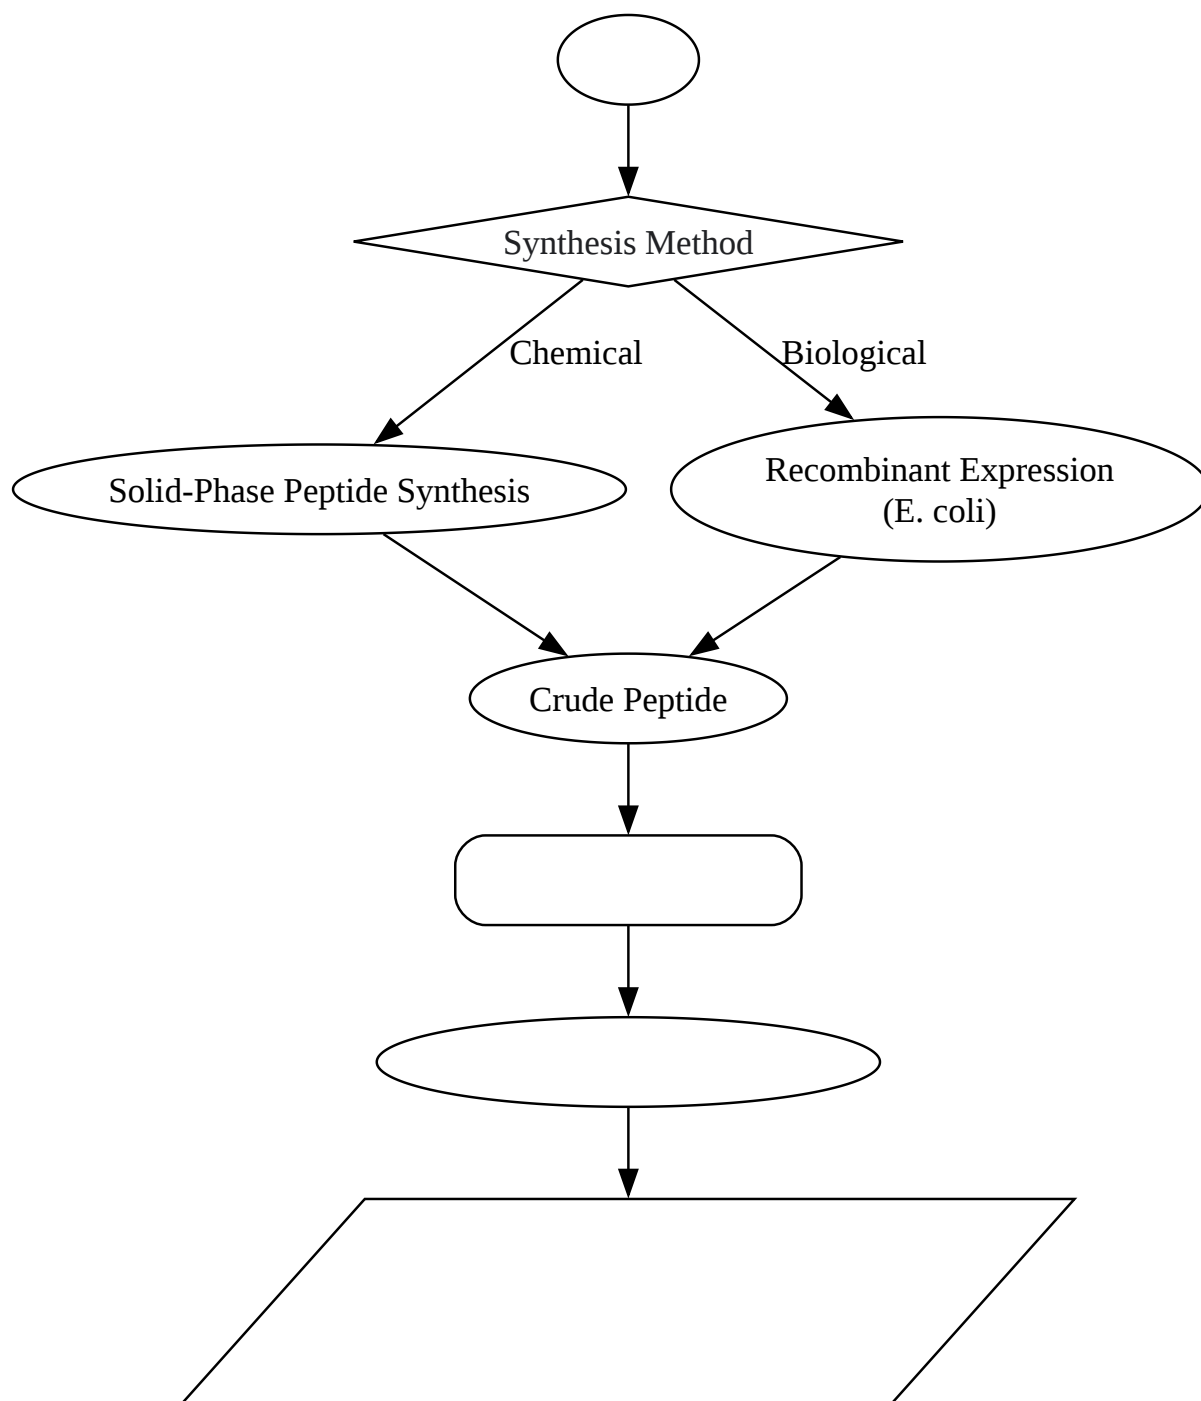 Synthesis Method
Chemical
Biological
Solid-Phase Peptide Synthesis
Recombinant Expression
(E. coli)
Crude Peptide